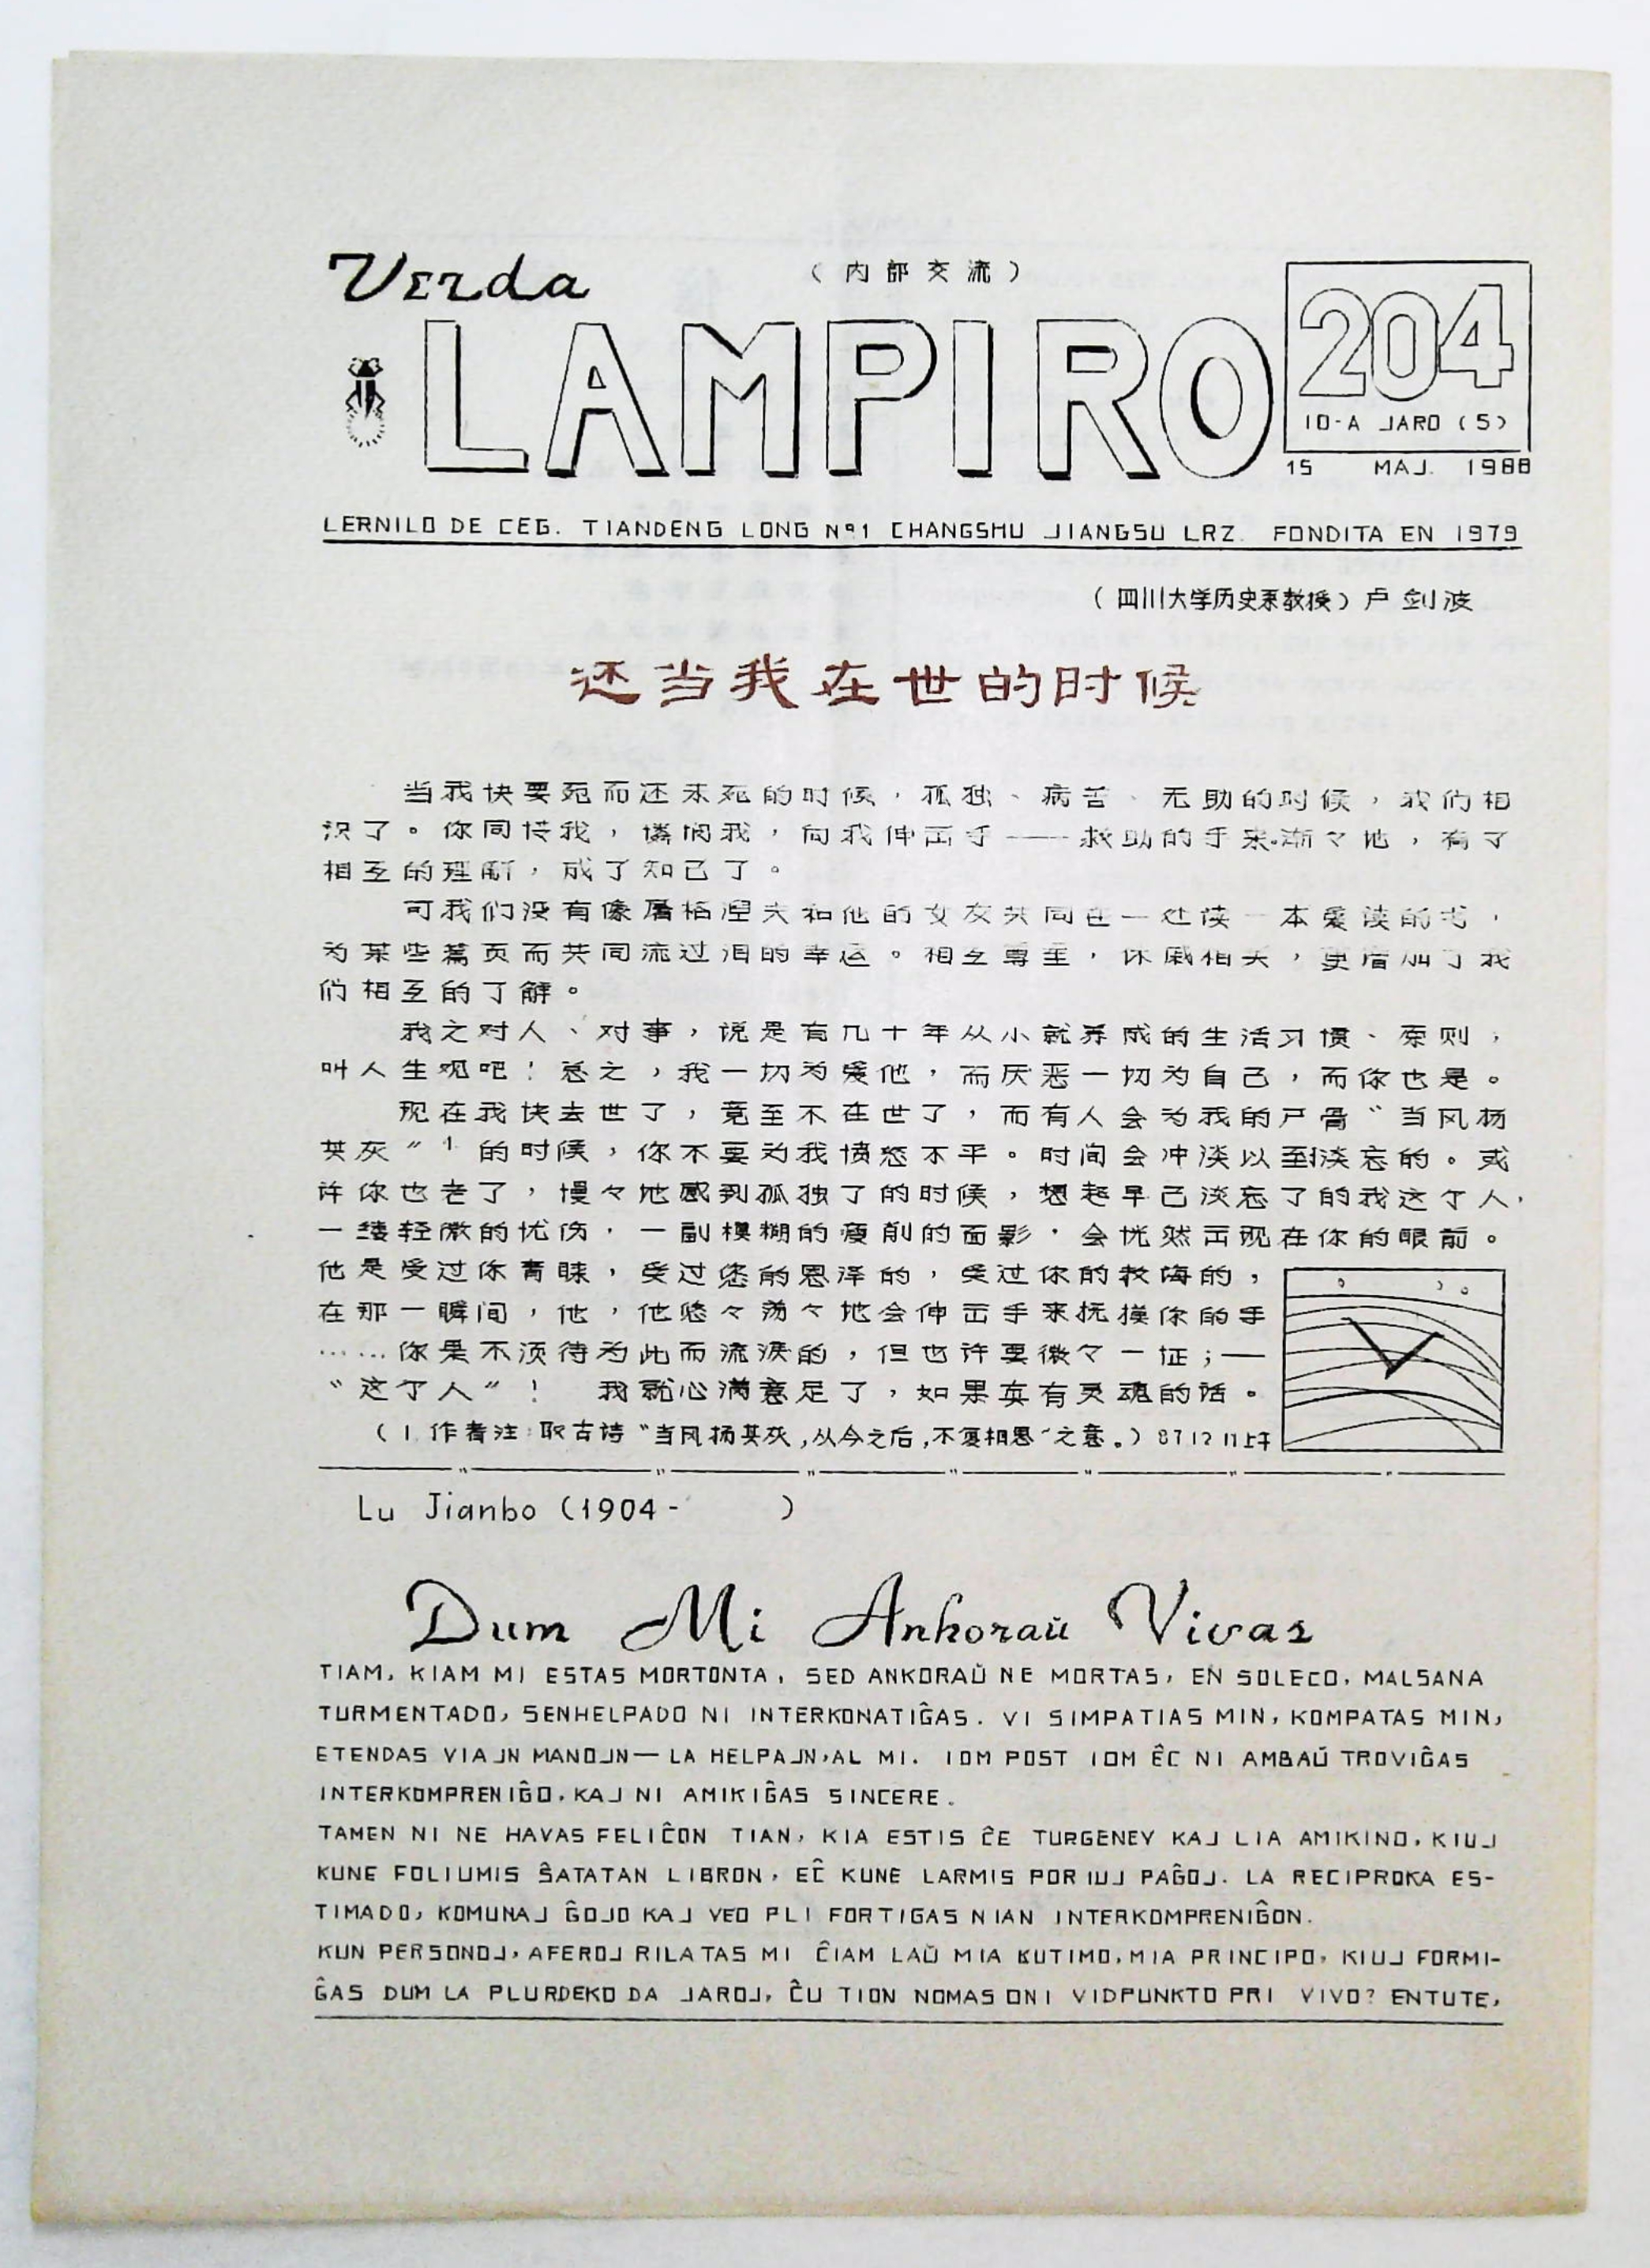 Verda
（内部交流）
LAMPIRO
204
10-A JARO (5)
15 MAJ. 1988
LERNILO DE CEG. TIANDENG LONG Nº1 CHANGSHU JIANGSU LRZ. FONDITA EN 1979
（四川大学历史系教授）卢剑波
还当我在世的时候
当我快要死而还未死的时候，孤独、病苦、无助的时候，我们相
识了。你同情我，怜悯我，向我伸出手——救助的手来.渐々地，有了
相互的理解，成了知己了。
可我们没有像屠格涅夫和他的女友共同在一处读一本爱读的书，
为某些篇页而共同流过泪的幸运。相互尊重，休戚相关，更增加了我
们相互的了解。
我之对人、对事，说是有几十年从小就养成的生活习惯、原则，
叫人生观吧！总之，我一切为爱他，而厌恶一切为自己，而你也是。
现在我快去世了，竟至不在世了，而有人会为我的尸骨“当风扬
其灰”1.的时候，你不要为我愤怒不平。时间会冲淡以至到淡忘的。或
许你也老了，慢々地感到孤独了的时候，想起早已淡忘了的我这个人，
一缕轻微的忧伤，一副模糊的瘦削的面影，会恍然出现在你的眼前。
他是受过你青睐，受过您的恩泽的，受过你的教诲的，
在那一瞬间，他，他悠々荡々地会伸出手来抚摸你的手
……你是不须待为此而流泪的，但也许要微々一怔；——
“这个人”！ 我就心满意足了，如果真有灵魂的话。
（1.作者注：取古诗“当风扬其灰，从今之后，不复相思”之意。）87 12 11上午
Lu Jianbo (1904- )
Dum Mi Ankoraŭ Vivas
TIAM, KIAM MI ESTAS MORTONTA, SED ANKORAŬ NE MORTAS, EN SOLECO, MALSANA
TURMENTADO, SENHELPADO NI INTERKONATIĜAS. VI SIMPATIAS MIN, KOMPATAS MIN,
ETENDAS VIAJN MANOJN— LA HELPAJN,AL MI. IOM POST IOM ÊC NI AMBAŬ TROVIĜAS
INTERKOMPRENIĜO, KAJ NI AMIKIĜAS SINCERE.
TAMEN NI NE HAVAS FELIĈON TIAN, KIA ESTIS ĈE TURGENEV KAJ LIA AMIKINO, KIUJ
KUNE FOLIUMIS ŜATATAN LIBRON, EĈ KUNE LARMIS POR IUJ PAĜOJ. LA RECIPROKA ES-
TIMADO, KOMUNAJ ĜOJO KAJ VEO PLI FORTIGAS NIAN INTERKOMPRENIĜON.
KUN PERSONOJ, AFEROJ RILATAS MI ĈIAM LAŬ MIA KUTIMO, MIA PRINCIPO, KIUJ FORMI-
ĜAS DUM LA PLURDEKO DA JAROJ, ĈU TION NOMAS ONI VIDPUNKTO PRI VIVO? ENTUTE,